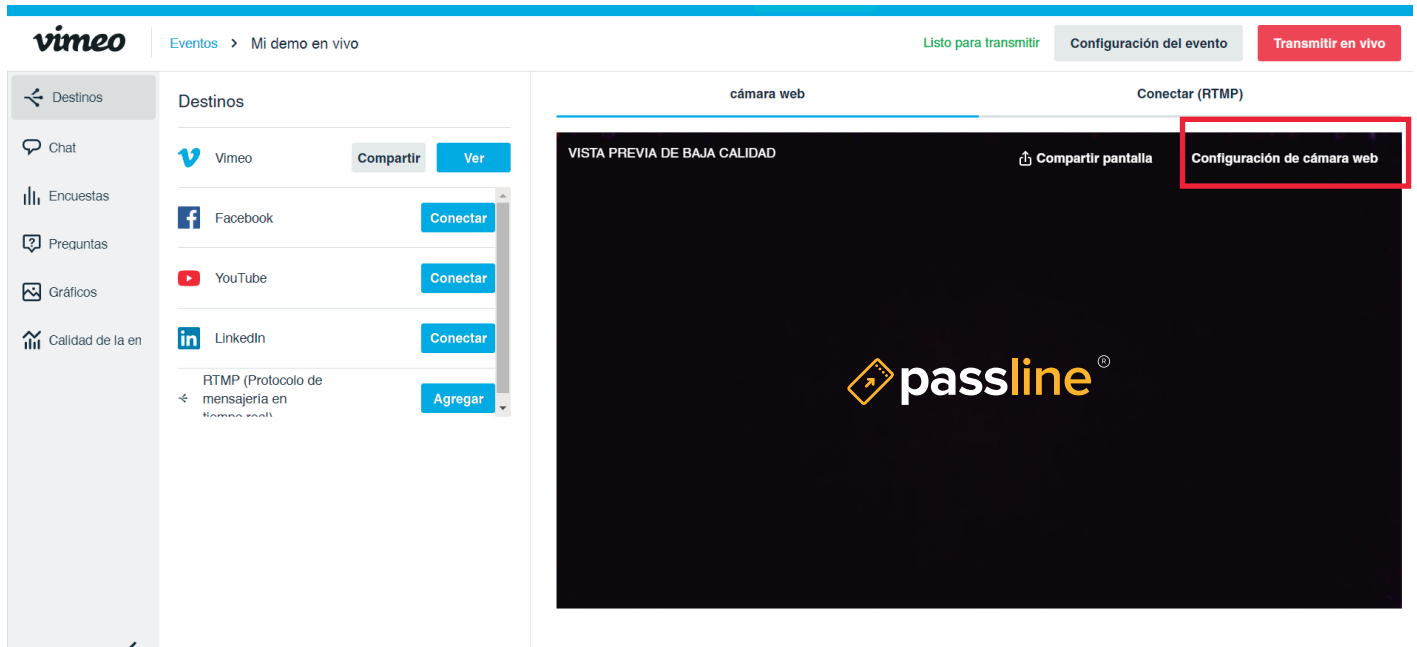 vimeo
Eventos > Mi demo en vivo
Listo para transmitir
Configuración del evento
Transmitir en vivo
Destinos
Chat
Encuestas
Preguntas
Gráficos
Calidad de la en
Destinos
Vimeo
Compartir
Ver
Facebook
Conectar
YouTube
Conectar
LinkedIn
Conectar
RTMP (Protocolo de
mensajería en
tiempo real)
Agregar
cámara web
Conectar (RTMP)
VISTA PREVIA DE BAJA CALIDAD
Compartir pantalla
Configuración de cámara web
passline®